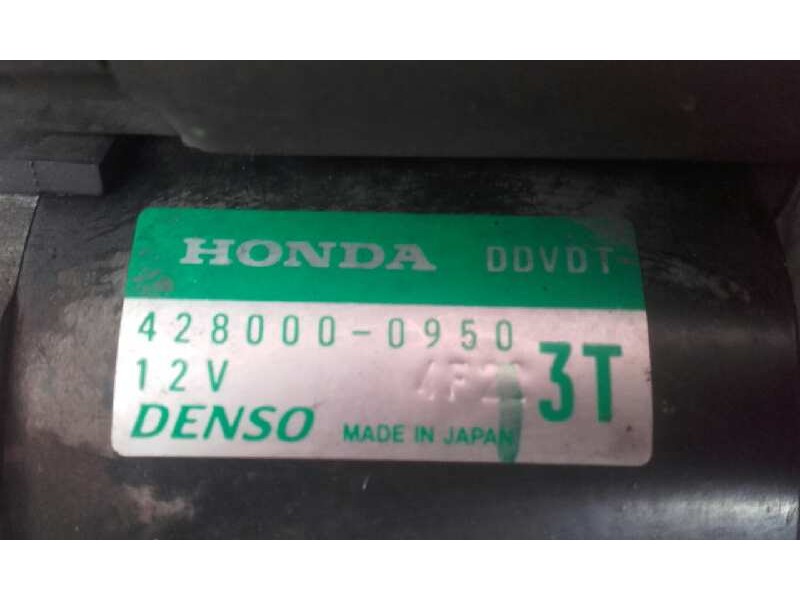 HONDA DDVDT
428000-0950
12V 3T
DENSO MADE IN JAPAN